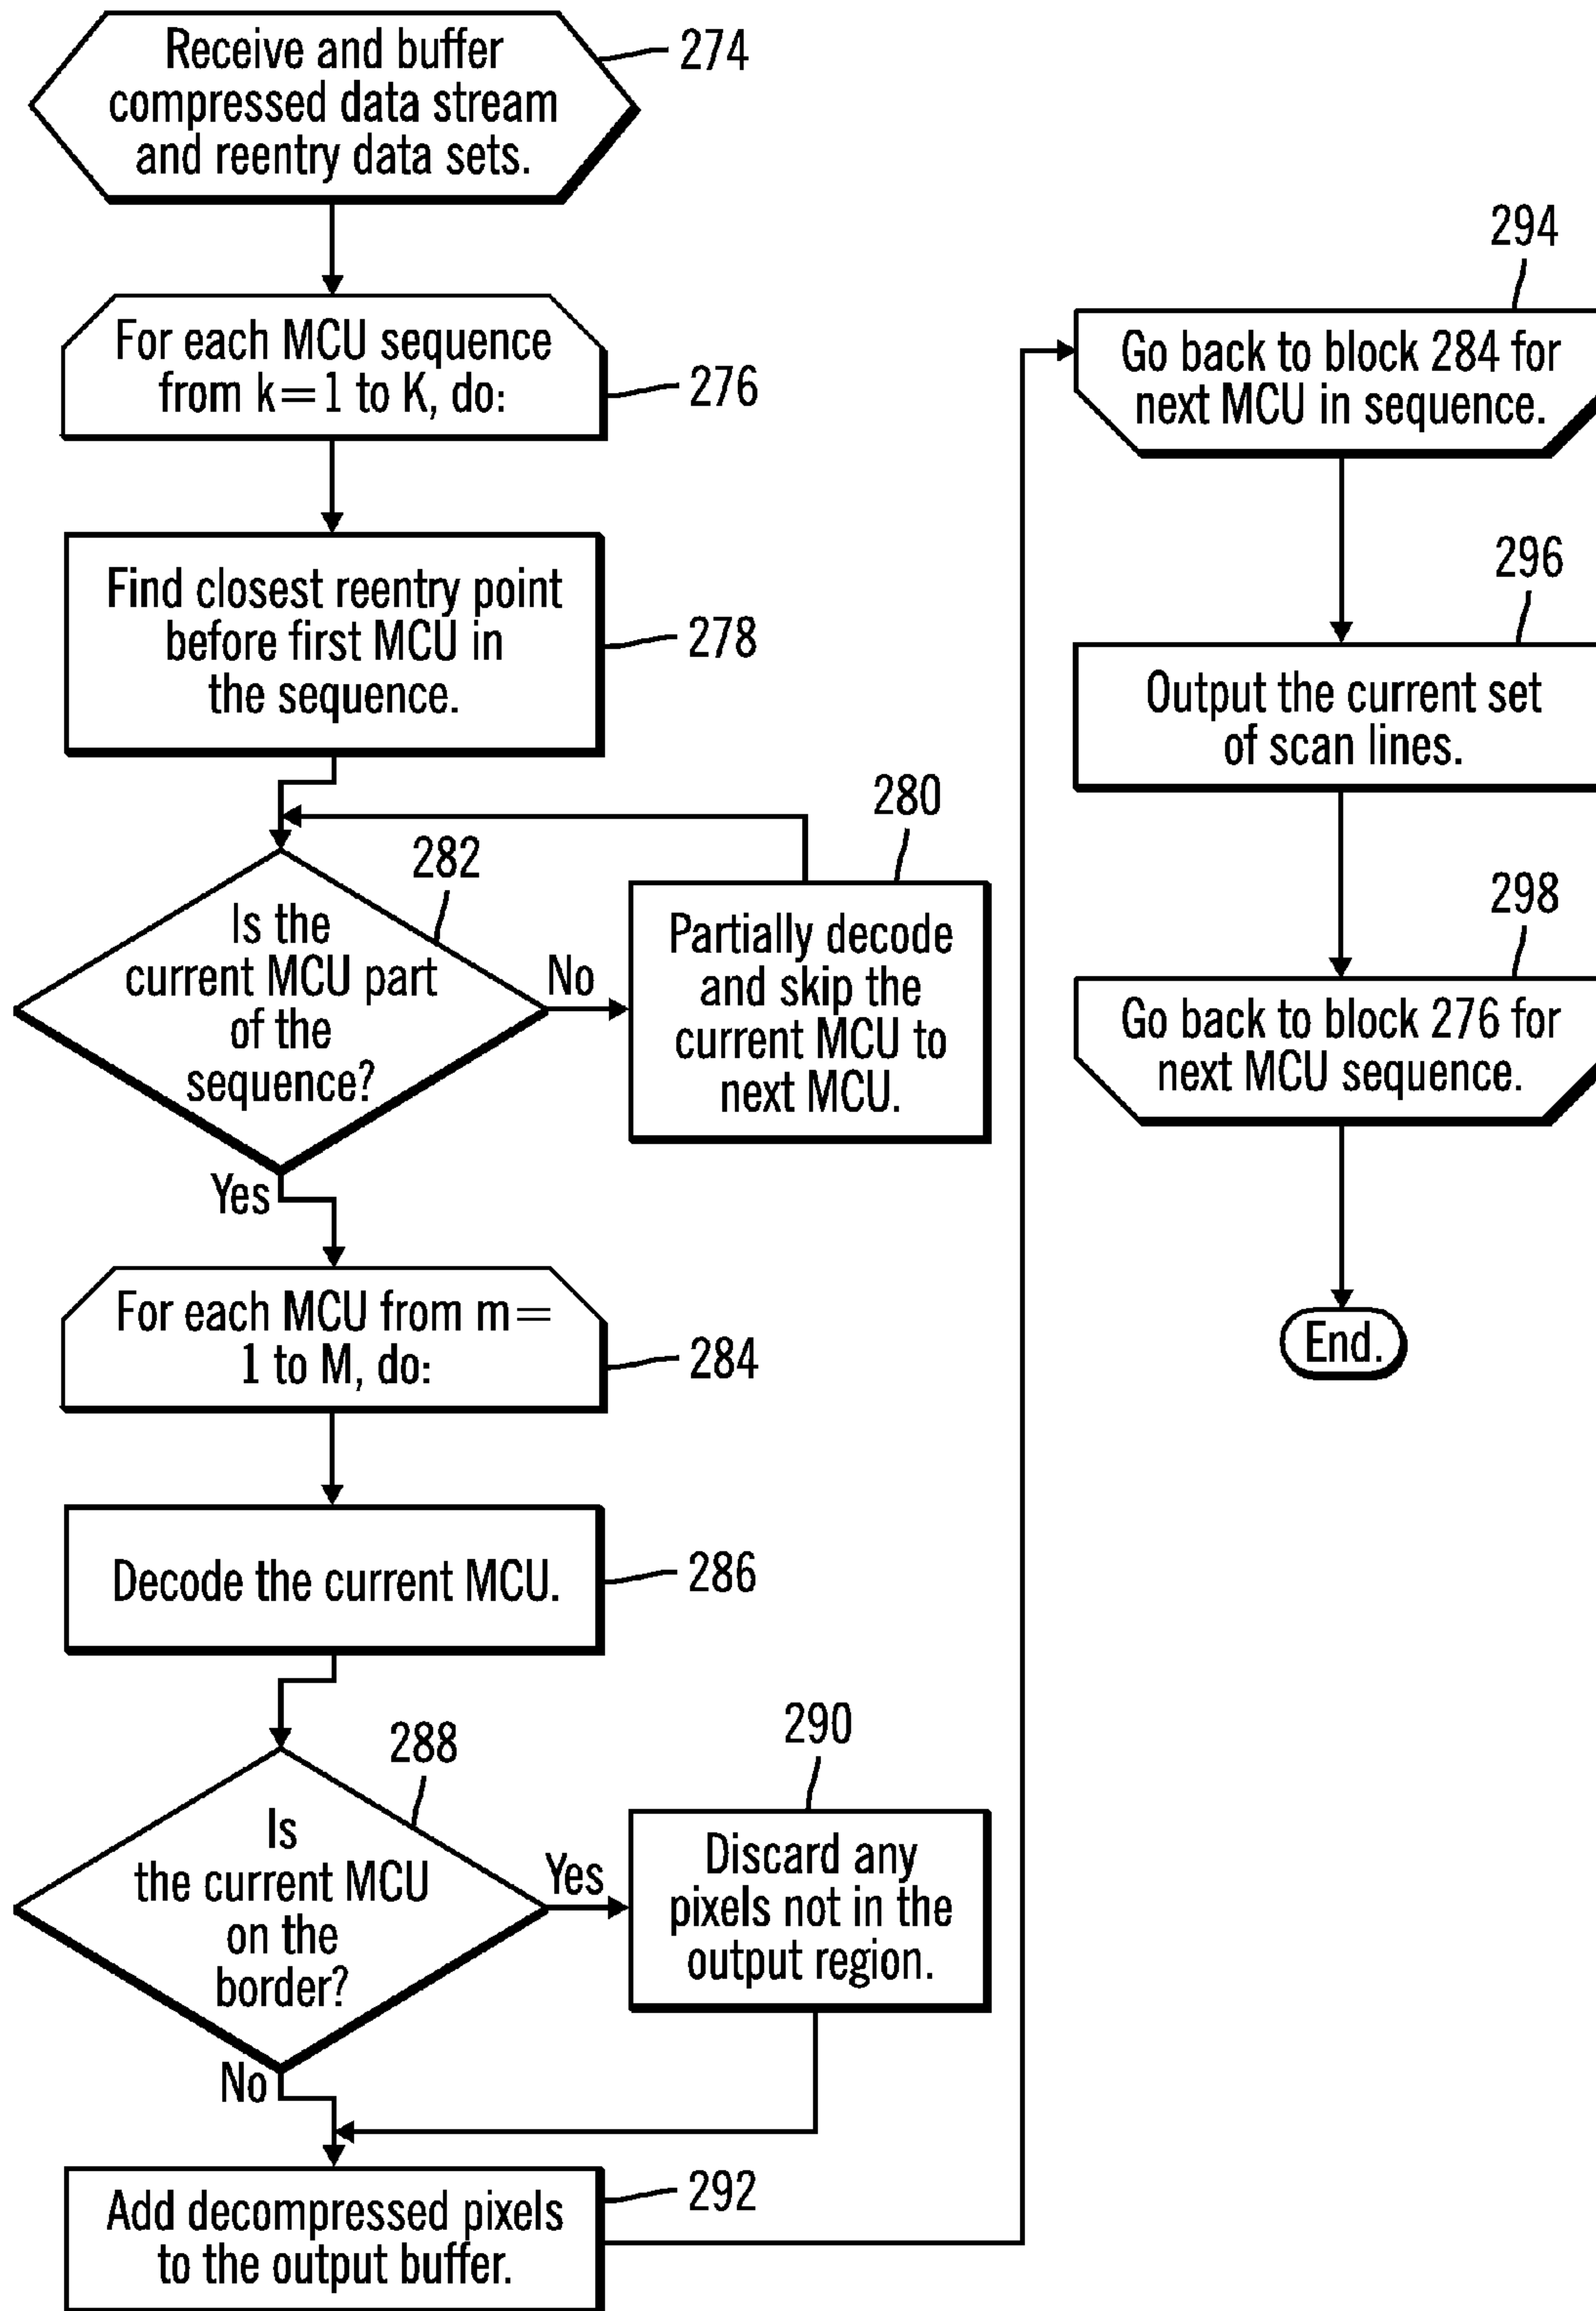 Receive and buffer
compressed data stream
and reentry data sets.
274
For each MCU sequence
from k=1 to K, do:
276
Find closest reentry point
before first MCU in
the sequence.
278
280
282
Is the
current MCU part
of the
sequence?
No
Partially decode
and skip the
current MCU to
next MCU.
Yes
For each MCU from m=
1 to M, do:
284
Decode the current MCU.
286
288
290
Is
the current MCU
on the
border?
Yes
Discard any
pixels not in the
output region.
No
Add decompressed pixels
to the output buffer.
292
294
Go back to block 284 for
next MCU in sequence.
296
Output the current set
of scan lines.
298
Go back to block 276 for
next MCU sequence.
End.